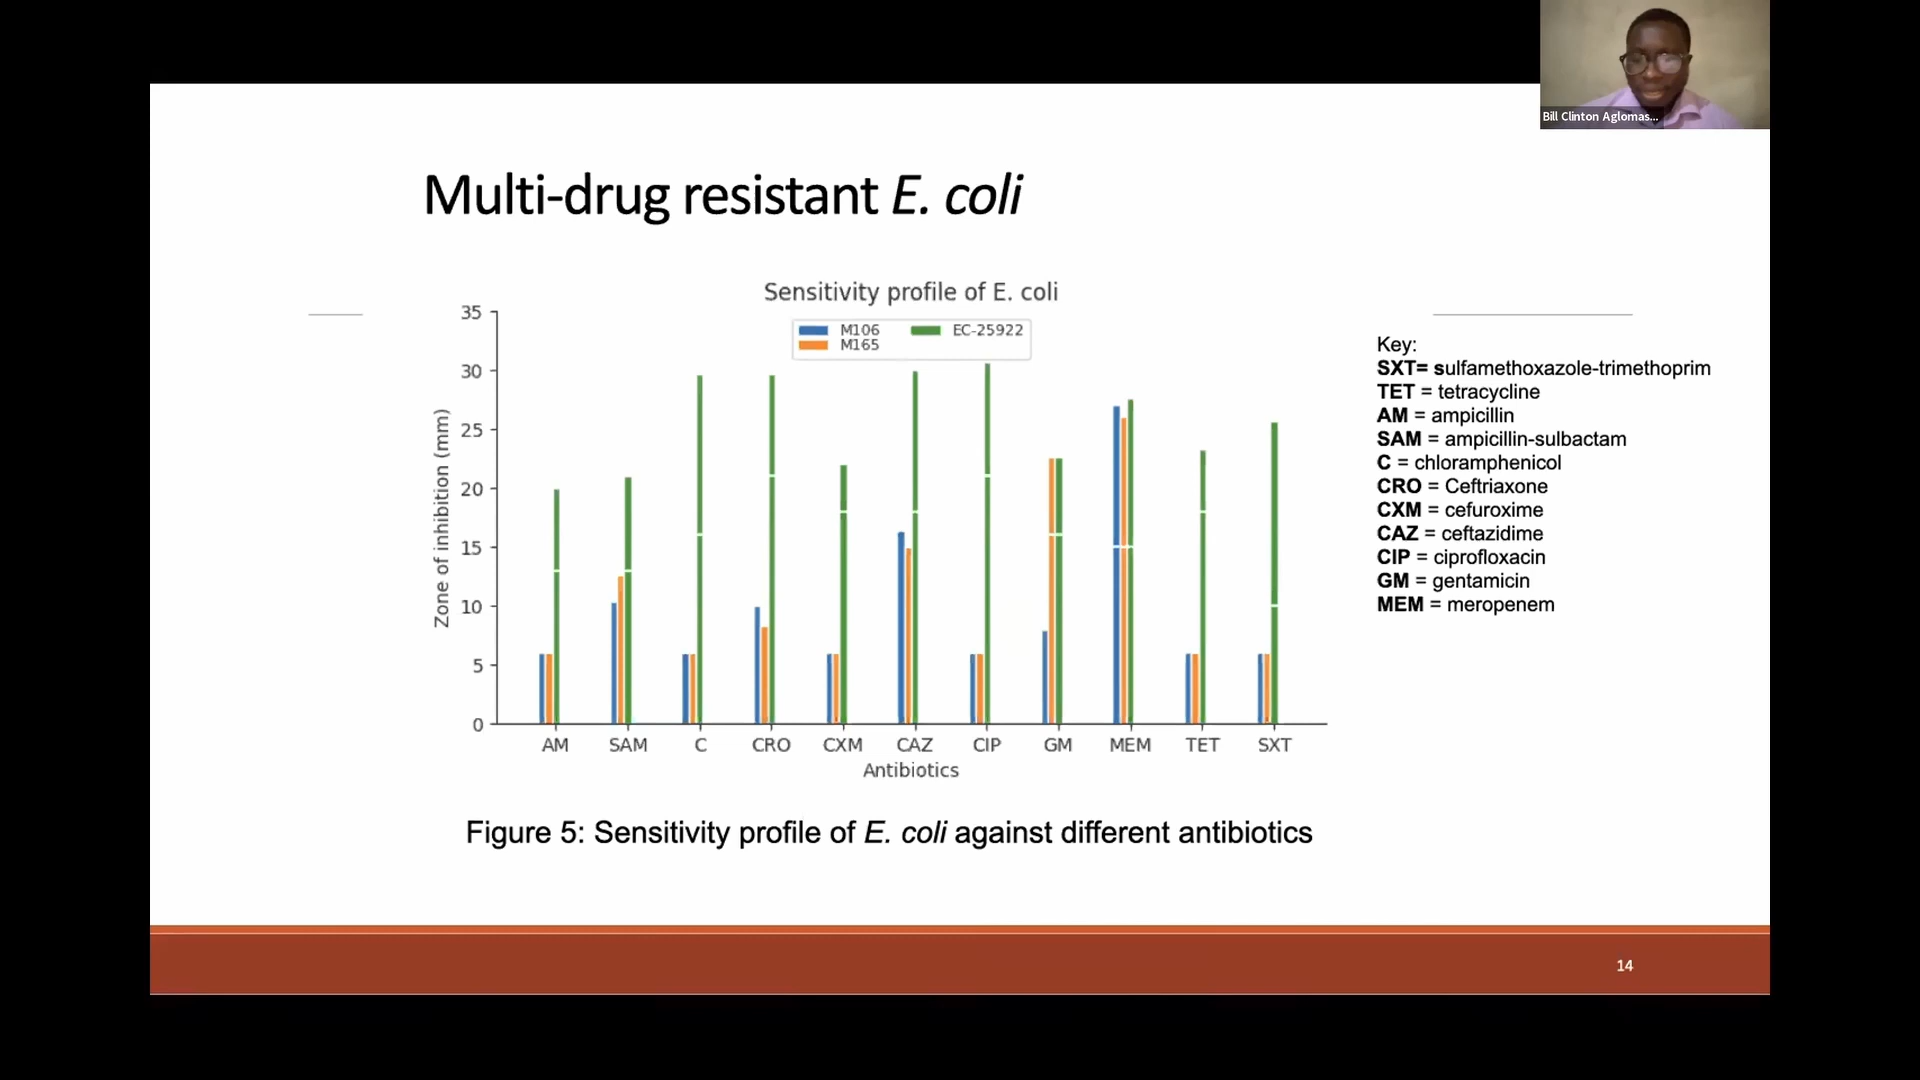 Bill Clinton Aglomas...
Multi-drug resistant E. coli
Sensitivity profile of E. coli
M106
M165
EC-25922
35
30
25
20
15
10
5
0
Zone of inhibition (mm)
AM SAM C CRO CXM CAZ CIP GM MEM TET SXT
Antibiotics
Key:
SXT= sulfamethoxazole-trimethoprim
TET = tetracycline
AM = ampicillin
SAM = ampicillin-sulbactam
C = chloramphenicol
CRO = Ceftriaxone
CXM = cefuroxime
CAZ = ceftazidime
CIP = ciprofloxacin
GM = gentamicin
MEM = meropenem
Figure 5: Sensitivity profile of E. coli against different antibiotics
14